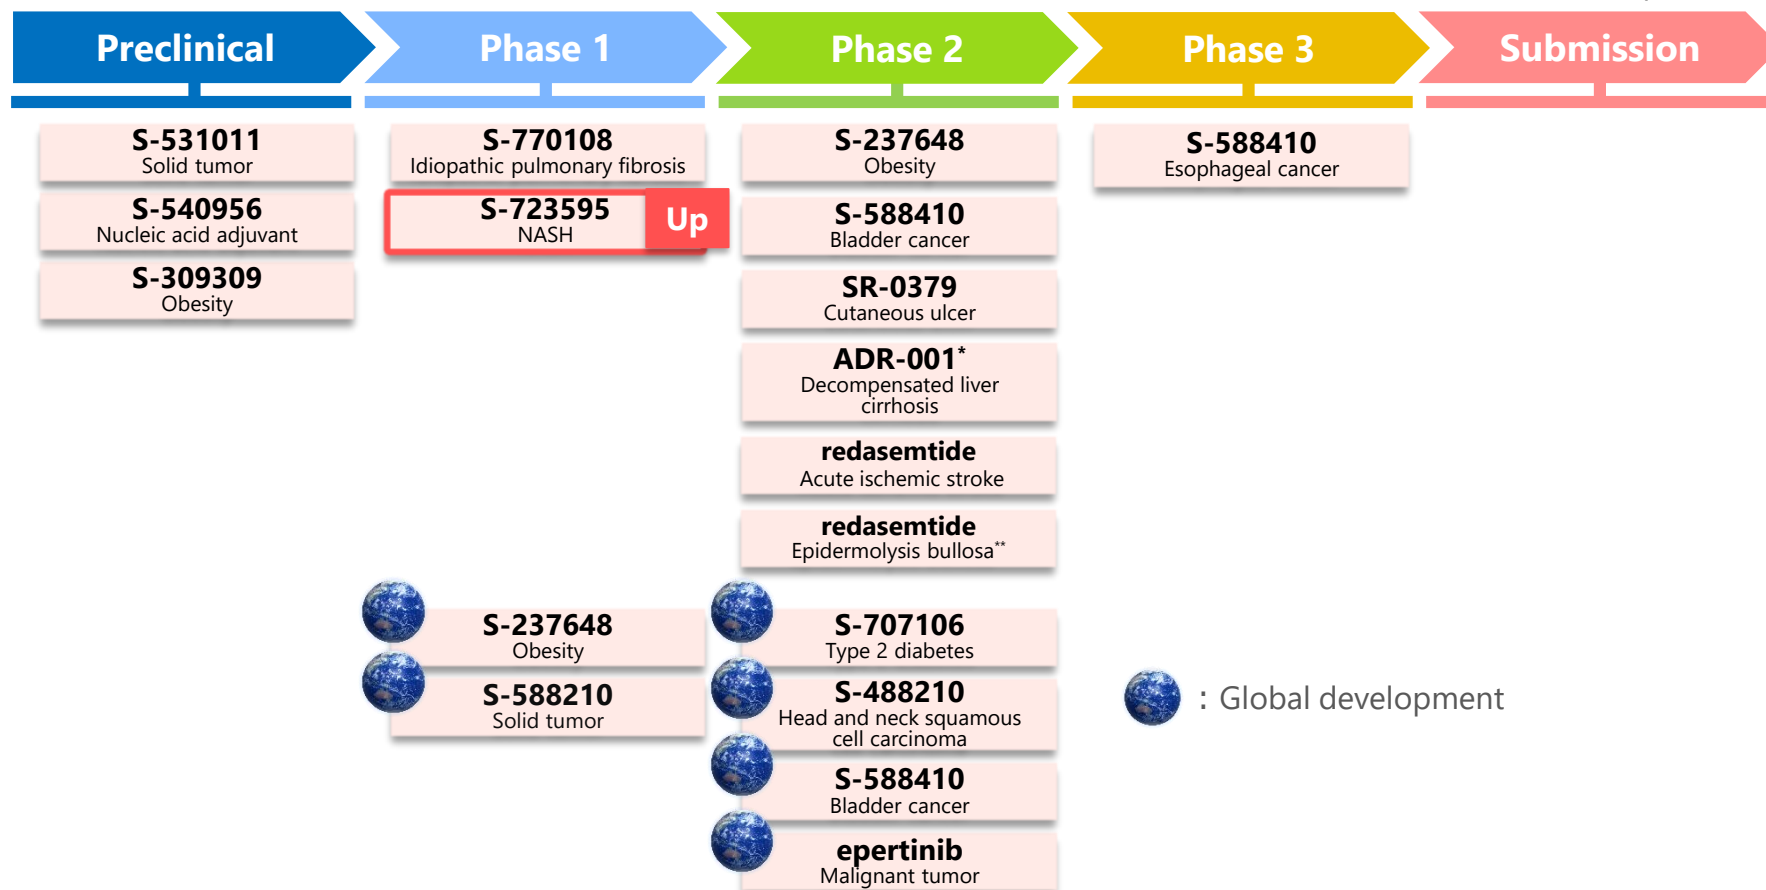 Preclinical
Phase 1
Phase 2
Phase 3
Submission
S-531011
Solid tumor
S-540956
Nucleic acid adjuvant
S-309309
Obesity
S-770108
Idiopathic pulmonary fibrosis
S-723595
NASH
Up
S-237648
Obesity
S-588210
Solid tumor
S-237648
Obesity
S-588410
Bladder cancer
SR-0379
Cutaneous ulcer
ADR-001*
Decompensated liver
cirrhosis
redasemtide
Acute ischemic stroke
redasemtide
Epidermolysis bullosa**
S-707106
Type 2 diabetes
S-488210
Head and neck squamous
cell carcinoma
S-588410
Bladder cancer
epertinib
Malignant tumor
S-588410
Esophageal cancer
: Global development